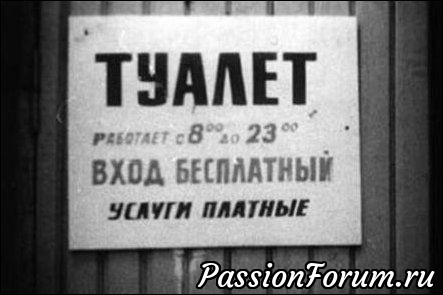 ТУАЛЕТ
РАБОТАЕТ С 8⁰⁰ ДО 23⁰⁰
ВХОД БЕСПЛАТНЫЙ
УСЛУГИ ПЛАТНЫЕ
PassionForum.ru